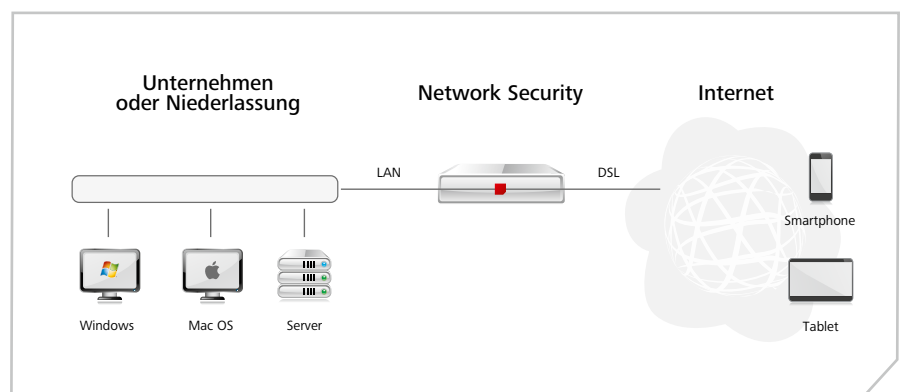 Unternehmen
oder Niederlassung
Network Security
Internet
LAN
DSL
Smartphone
Windows
Mac OS
Server
Tablet